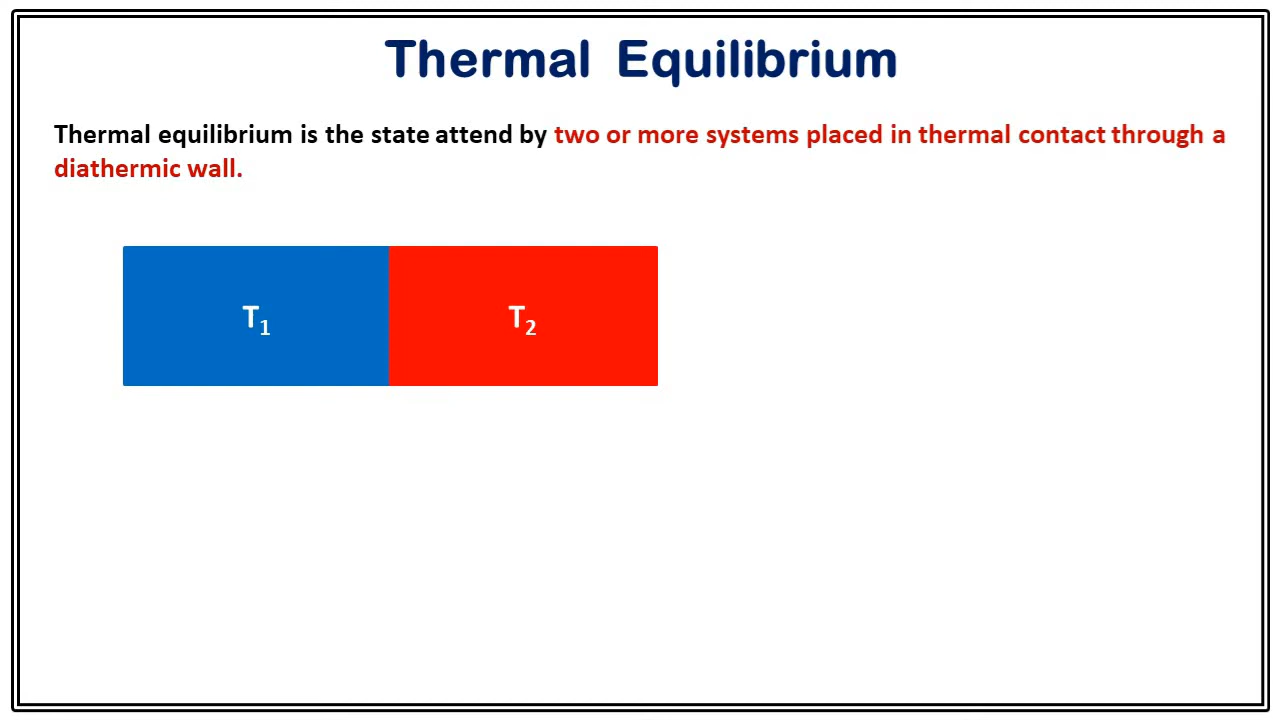 Thermal Equilibrium
Thermal equilibrium is the state attend by two or more systems placed in thermal contact through a
diathermic wall.
T₁ T₂